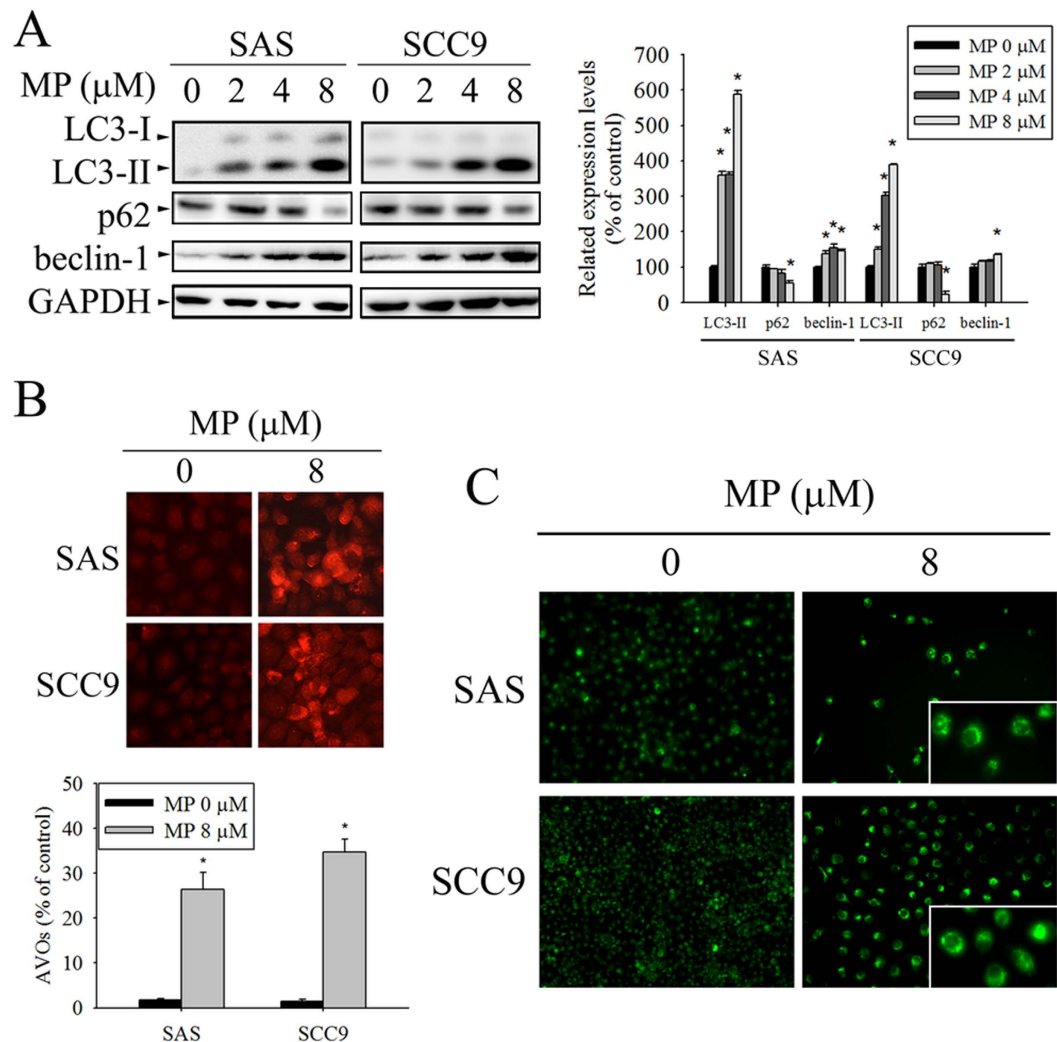 A
SAS SCC9
MP (μM) 0 2 4 8 0 2 4 8
LC3-I
LC3-II
p62
beclin-1
GAPDH
Related expression levels
(% of control)
700
600
500
400
300
200
100
0
MP 0 μM
MP 2 μM
MP 4 μM
MP 8 μM
* * * * * * * * * * * *
LC3-II p62 beclin-1 LC3-II p62 beclin-1
SAS SCC9
B
MP (μM)
0 8
SAS
SCC9
AVOs (% of control)
50
40
30
20
10
0
MP 0 μM
MP 8 μM
* *
SAS SCC9
C
MP (μM)
0 8
SAS
SCC9